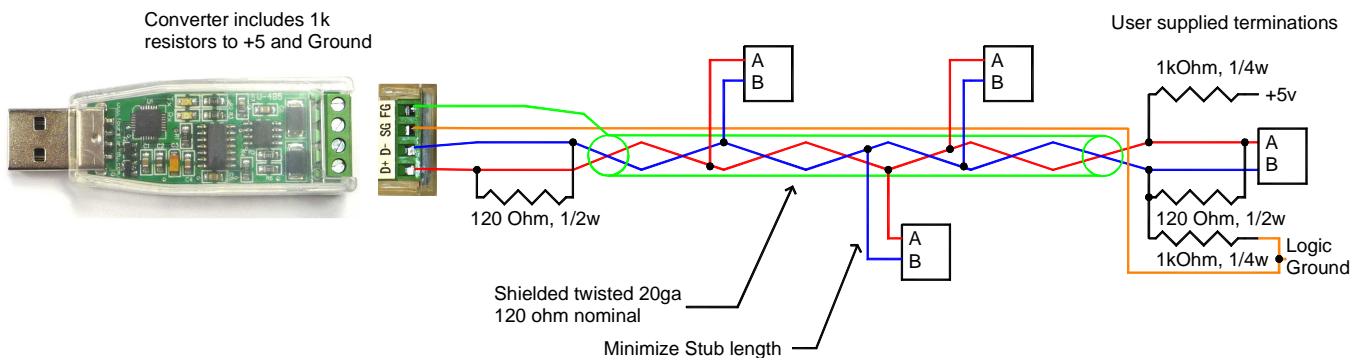 Converter includes 1k
resistors to +5 and Ground
User supplied terminations
1kOhm, 1/4w
+5v
A
B
A
B
A
B
A
B
D+ D- SG FG
120 Ohm, 1/2w
120 Ohm, 1/2w
1kOhm, 1/4w
Logic
Ground
Shielded twisted 20ga
120 ohm nominal
Minimize Stub length